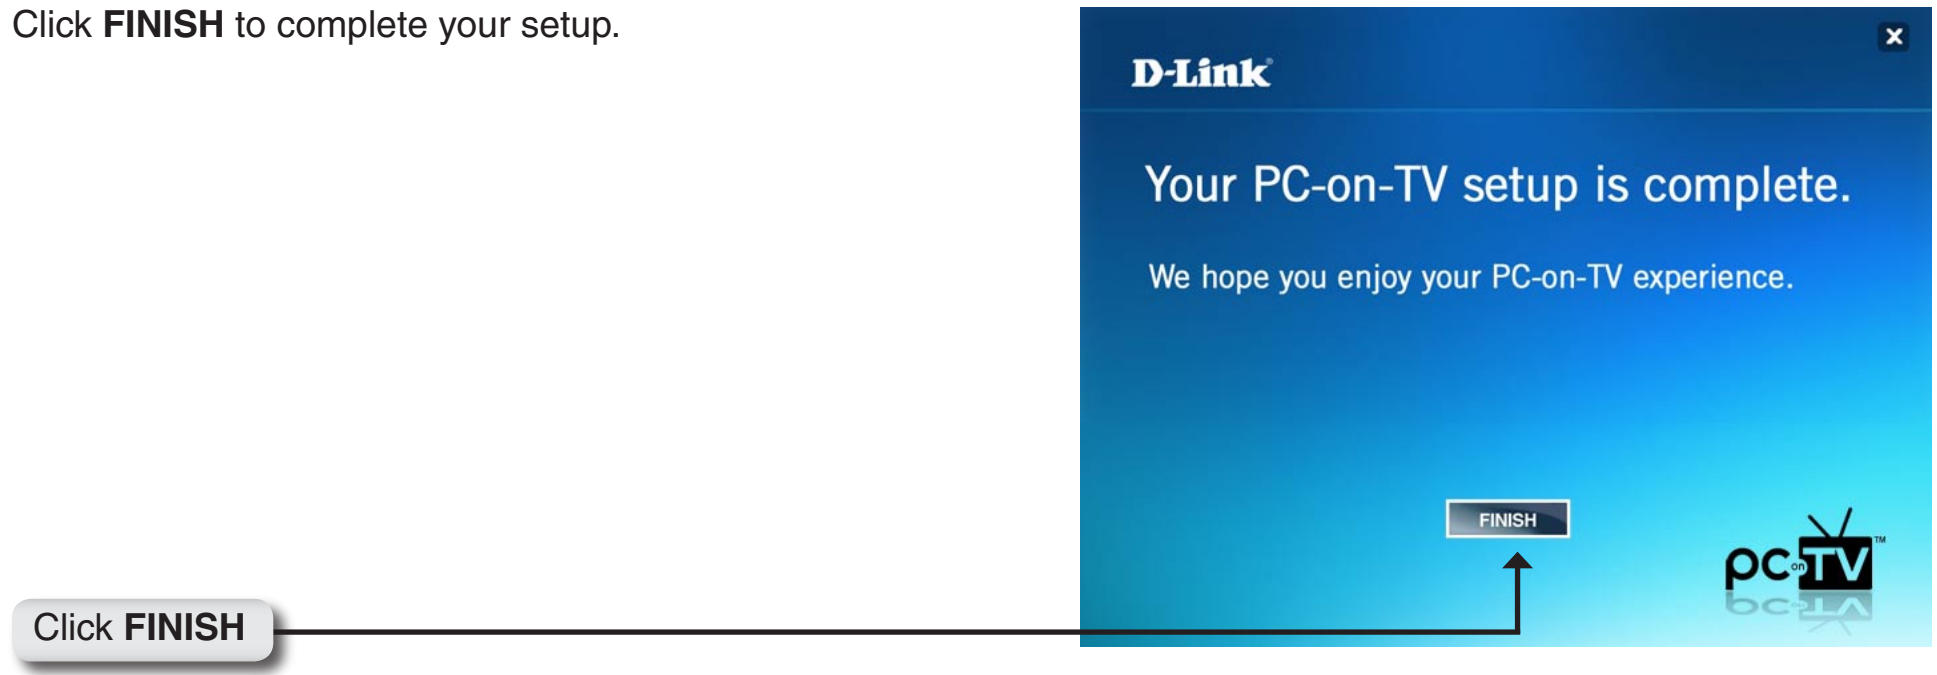 Click FINISH to complete your setup.
D-Link®
Your PC-on-TV setup is complete.
We hope you enjoy your PC-on-TV experience.
FINISH
pc on TV™
Click FINISH